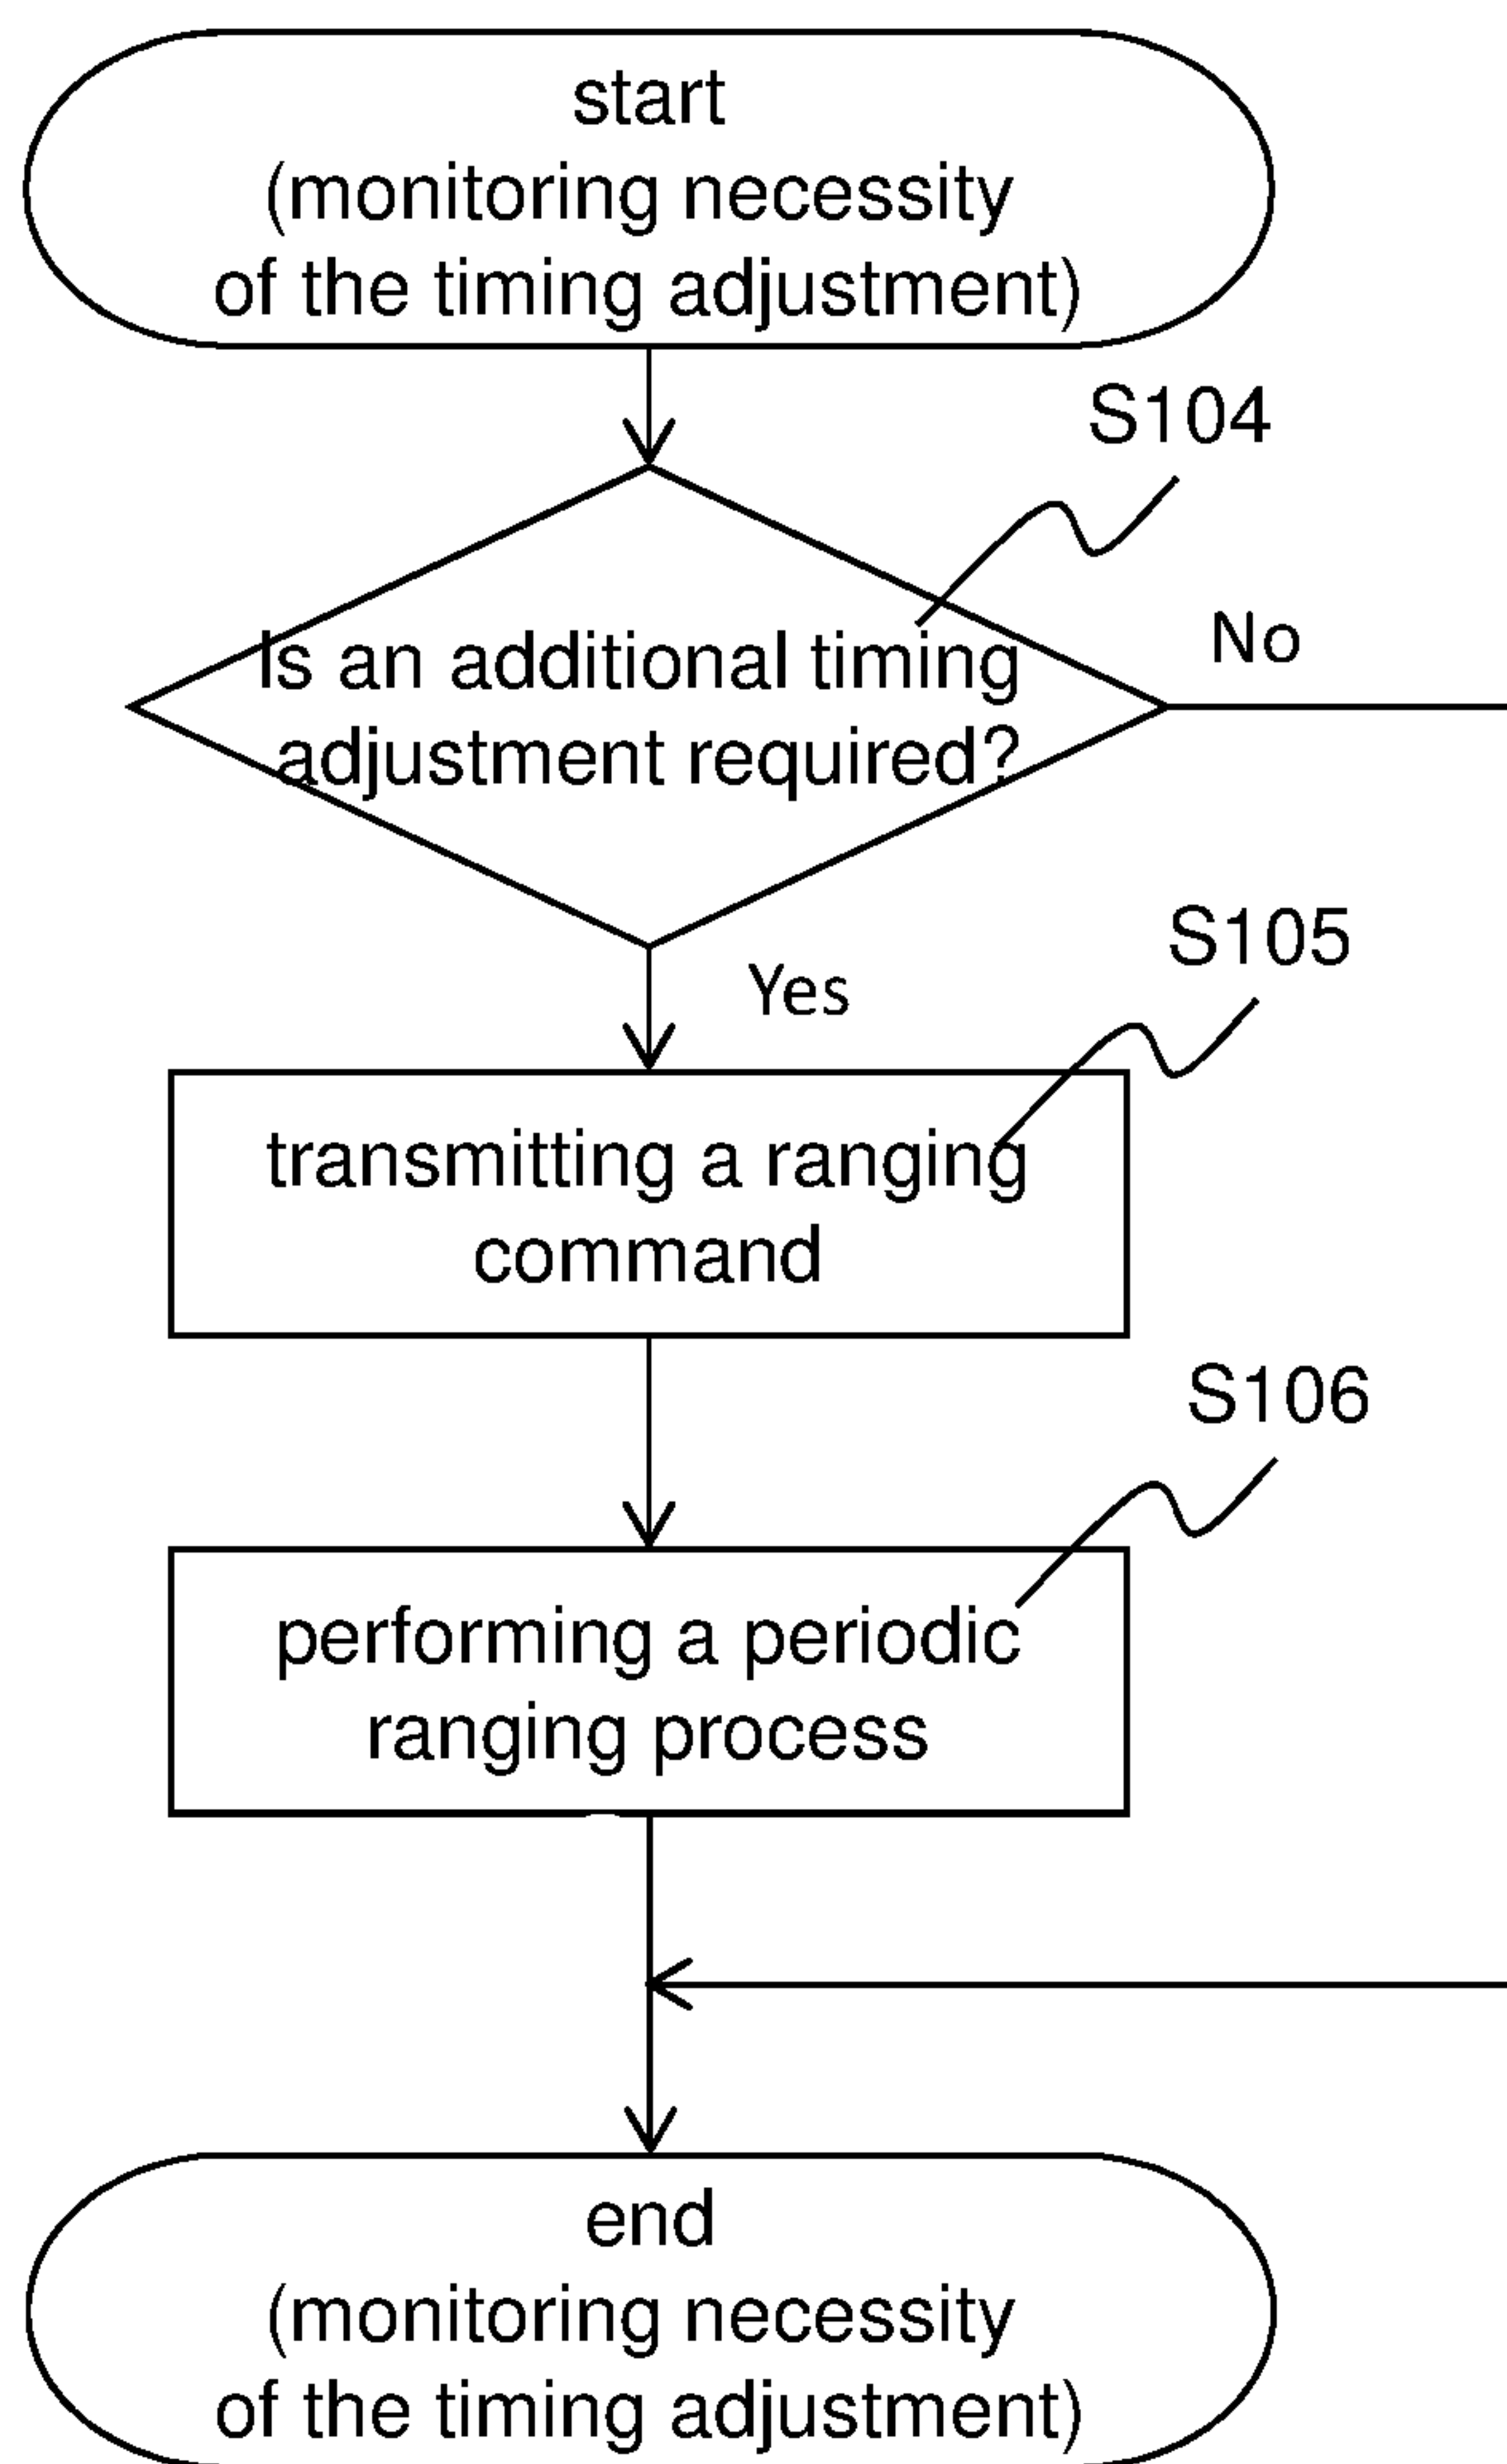 start
(monitoring necessity
of the timing adjustment)
S104
Is an additional timing
adjustment required?
No
Yes
S105
transmitting a ranging
command
S106
performing a periodic
ranging process
end
(monitoring necessity
of the timing adjustment)